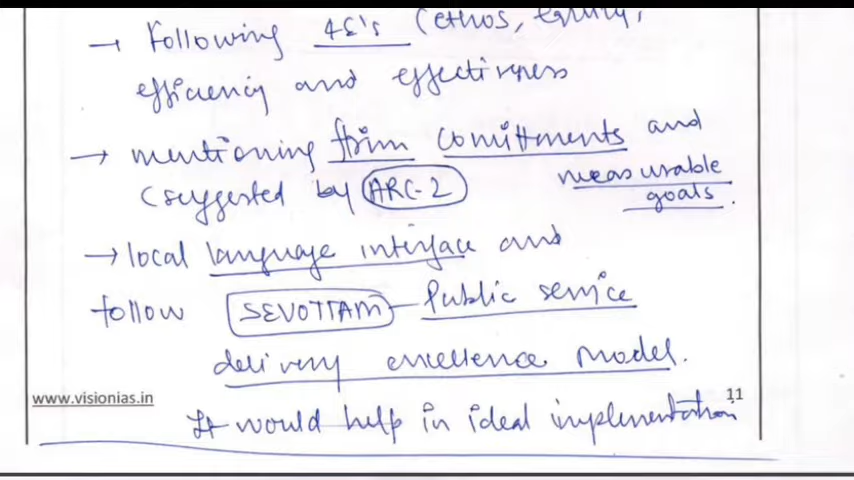 → Following 4E's (ethos, equity,
efficiency and effectiveness
→ mentioning firm comittments and
(suggested by ARC-2 measurable
goals.
→ local language interface and
follow SEVOTTAM - Public service
delivery excellence model.
www.visionias.in 11
It would help in ideal implementation